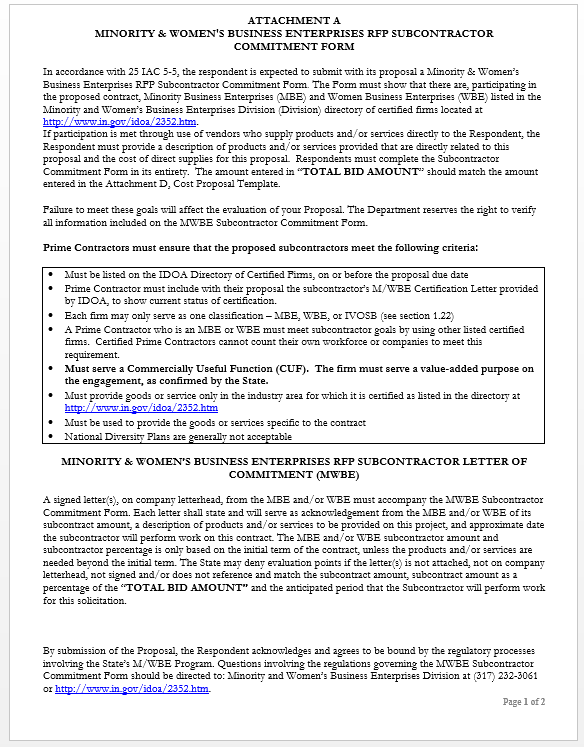 ATTACHMENT A
MINORITY & WOMEN'S BUSINESS ENTERPRISES RFP SUBCONTRACTOR
COMMITMENT FORM
In accordance with 25 IAC 5-5, the respondent is expected to submit with its proposal a Minority & Women's
Business Enterprises RFP Subcontractor Commitment Form. The Form must show that there are, participating in
the proposed contract, Minority Business Enterprises (MBE) and Women Business Enterprises (WBE) listed in the
Minority and Women's Business Enterprises Division (Division) directory of certified firms located at
http://www.in.gov/idoa/2352.htm.
If participation is met through use of vendors who supply products and/or services directly to the Respondent, the
Respondent must provide a description of products and/or services provided that are directly related to this
proposal and the cost of direct supplies for this proposal. Respondents must complete the Subcontractor
Commitment Form in its entirety. The amount entered in "TOTAL BID AMOUNT" should match the amount
entered in the Attachment D, Cost Proposal Template.
Failure to meet these goals will affect the evaluation of your Proposal. The Department reserves the right to verify
all information included on the MWBE Subcontractor Commitment Form.
Prime Contractors must ensure that the proposed subcontractors meet the following criteria:
• Must be listed on the IDOA Directory of Certified Firms, on or before the proposal due date
• Prime Contractor must include with their proposal the subcontractor's M/WBE Certification Letter provided
by IDOA, to show current status of certification.
• Each firm may only serve as one classification – MBE, WBE, or IVOSB (see section 1.22)
• A Prime Contractor who is an MBE or WBE must meet subcontractor goals by using other listed certified
firms. Certified Prime Contractors cannot count their own workforce or companies to meet this
requirement.
• Must serve a Commercially Useful Function (CUF). The firm must serve a value-added purpose on
the engagement, as confirmed by the State.
• Must provide goods or service only in the industry area for which it is certified as listed in the directory at
http://www.in.gov/idoa/2352.htm
• Must be used to provide the goods or services specific to the contract
• National Diversity Plans are generally not acceptable
MINORITY & WOMEN'S BUSINESS ENTERPRISES RFP SUBCONTRACTOR LETTER OF
COMMITMENT (MWBE)
A signed letter(s), on company letterhead, from the MBE and/or WBE must accompany the MWBE Subcontractor
Commitment Form. Each letter shall state and will serve as acknowledgement from the MBE and/or WBE of its
subcontract amount, a description of products and/or services to be provided on this project, and approximate date
the subcontractor will perform work on this contract. The MBE and/or WBE subcontractor amount and
subcontractor percentage is only based on the initial term of the contract, unless the products and/or services are
needed beyond the initial term. The State may deny evaluation points if the letter(s) is not attached, not on company
letterhead, not signed and/or does not reference and match the subcontract amount, subcontract amount as a
percentage of the "TOTAL BID AMOUNT" and the anticipated period that the Subcontractor will perform work
for this solicitation.
By submission of the Proposal, the Respondent acknowledges and agrees to be bound by the regulatory processes
involving the State's M/WBE Program. Questions involving the regulations governing the MWBE Subcontractor
Commitment Form should be directed to: Minority and Women's Business Enterprises Division at (317) 232-3061
or http://www.in.gov/idoa/2352.htm.
Page 1 of 2